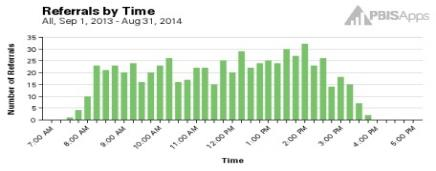 Referrals by Time
All, Sep 1, 2013 - Aug 31, 2014
PBISApps
Number of Referrals
35
30
25
20
15
10
5
0
7:00 AM
8:00 AM
9:00 AM
10:00 AM
11:00 AM
12:00 PM
1:00 PM
2:00 PM
3:00 PM
4:00 PM
5:00 PM
Time